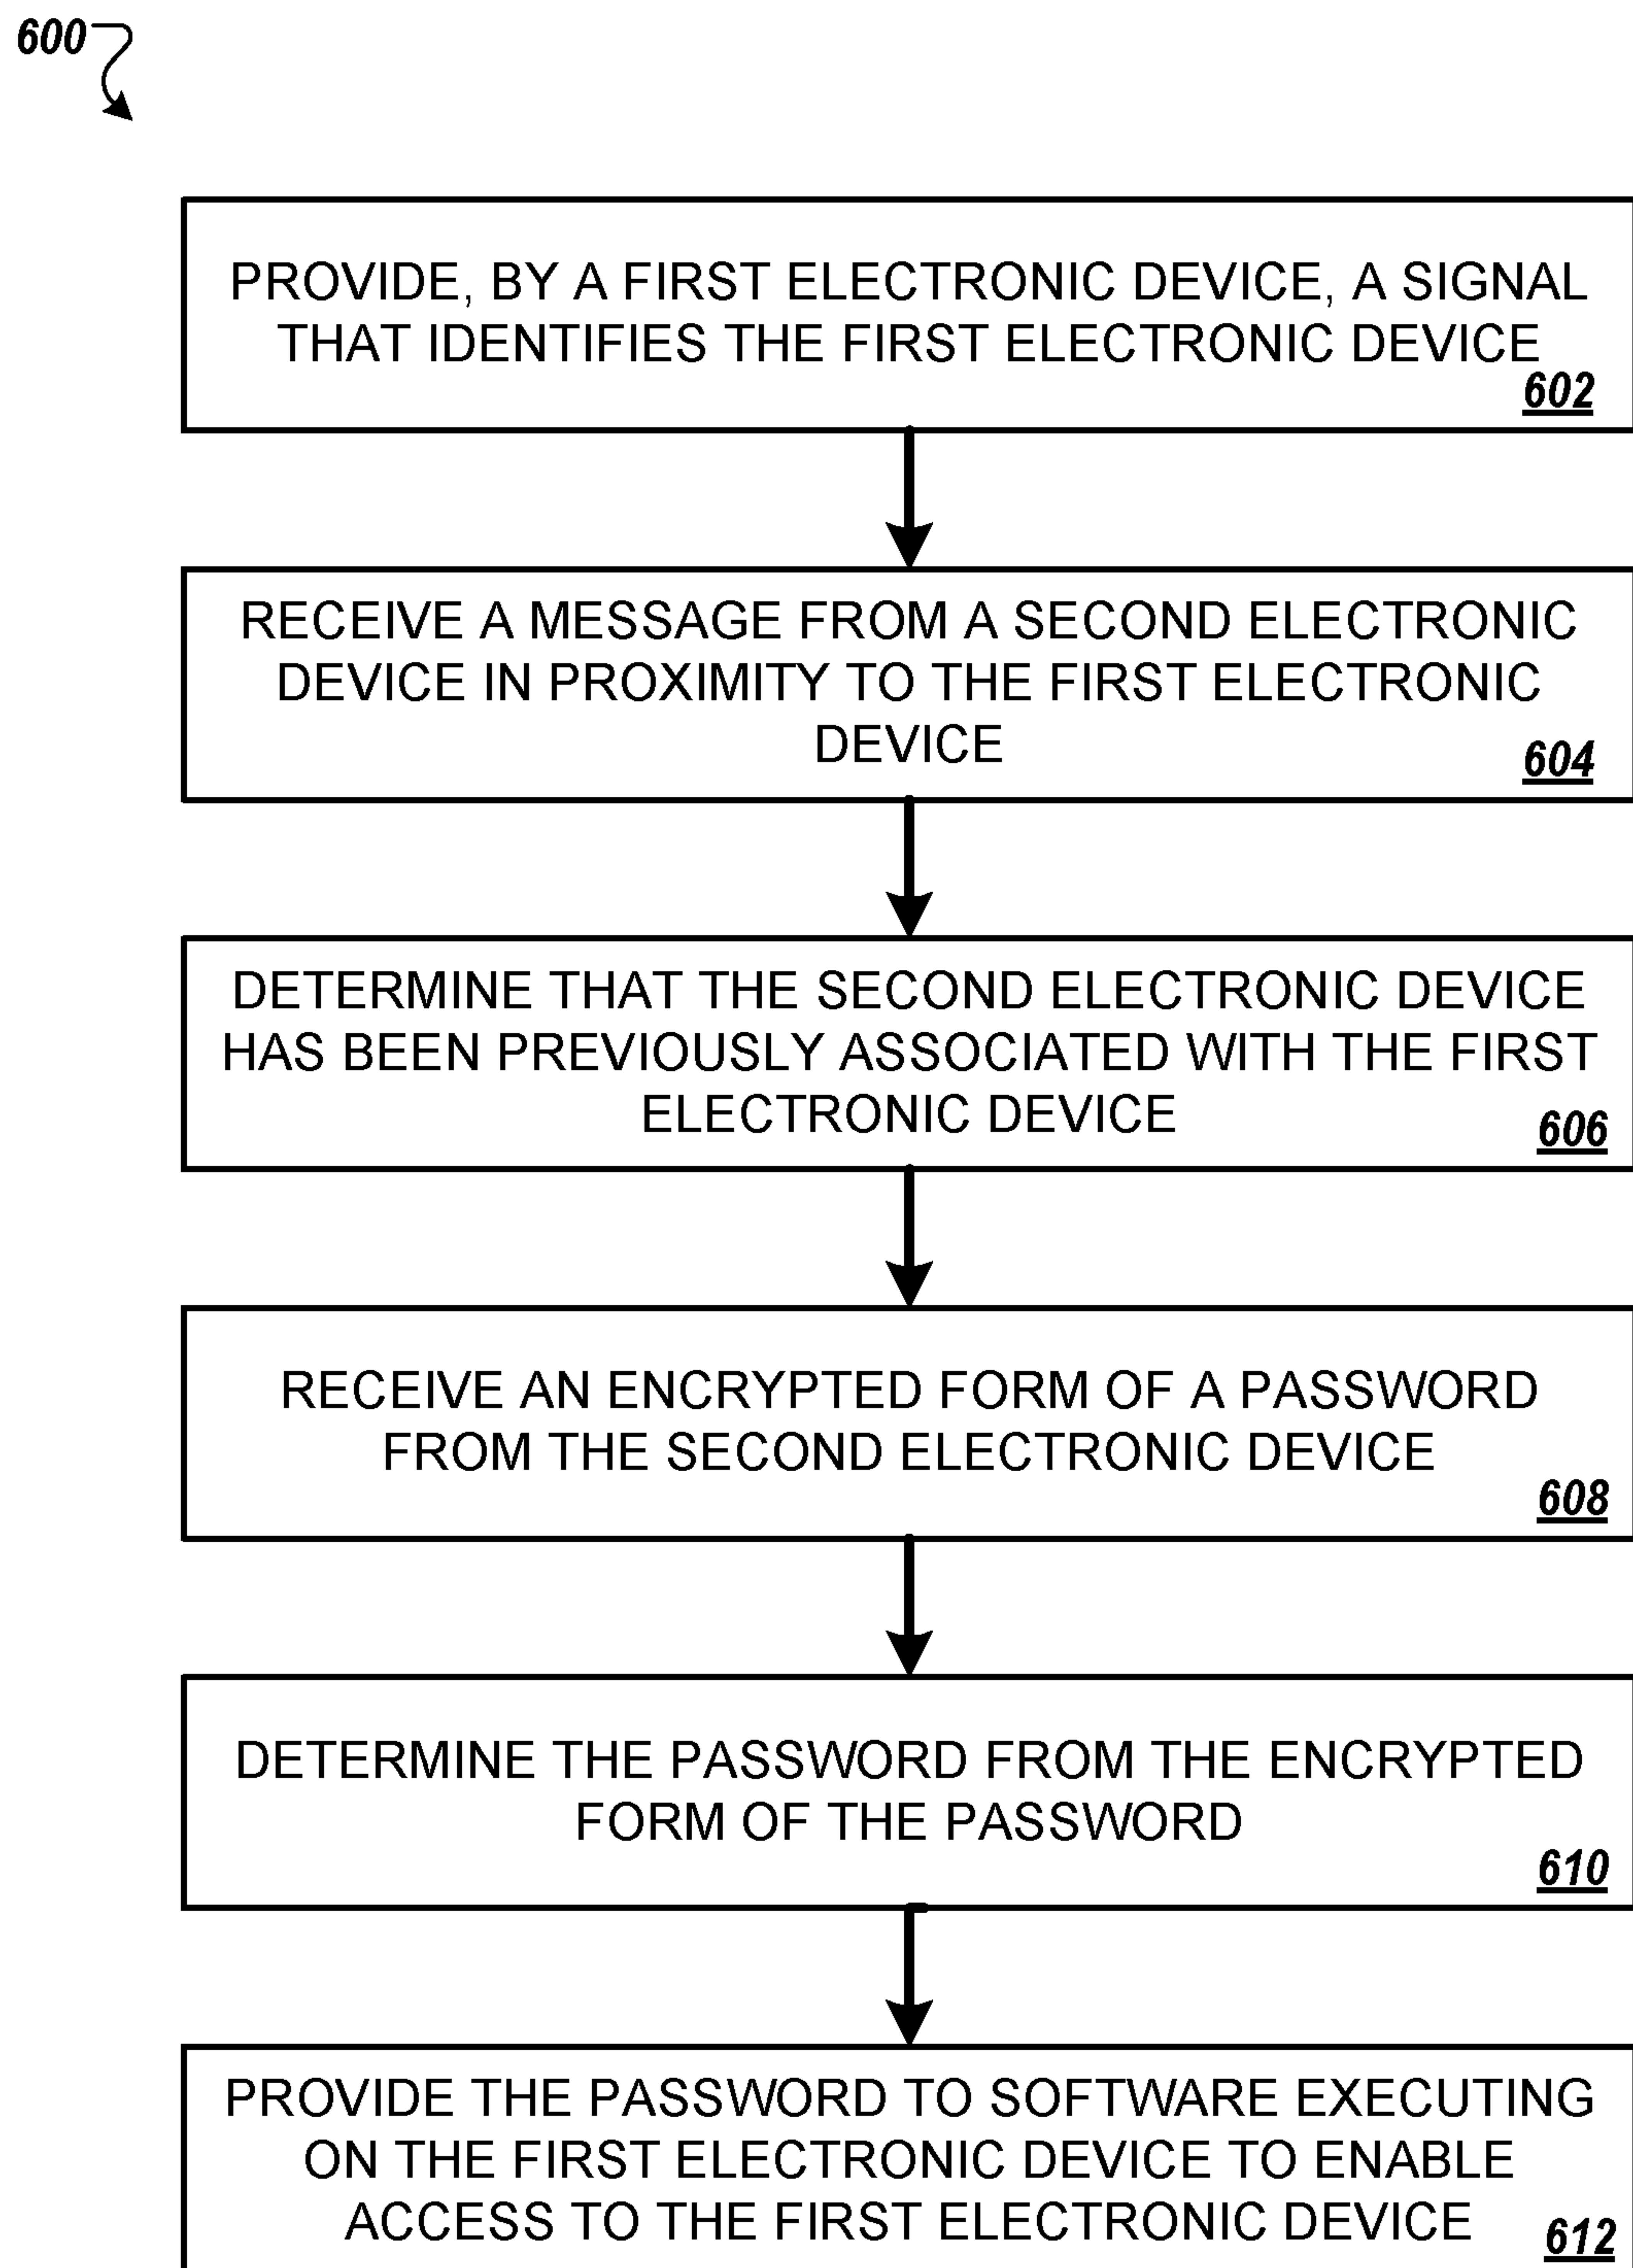 600
PROVIDE, BY A FIRST ELECTRONIC DEVICE, A SIGNAL
THAT IDENTIFIES THE FIRST ELECTRONIC DEVICE
602
RECEIVE A MESSAGE FROM A SECOND ELECTRONIC
DEVICE IN PROXIMITY TO THE FIRST ELECTRONIC
DEVICE
604
DETERMINE THAT THE SECOND ELECTRONIC DEVICE
HAS BEEN PREVIOUSLY ASSOCIATED WITH THE FIRST
ELECTRONIC DEVICE
606
RECEIVE AN ENCRYPTED FORM OF A PASSWORD
FROM THE SECOND ELECTRONIC DEVICE
608
DETERMINE THE PASSWORD FROM THE ENCRYPTED
FORM OF THE PASSWORD
610
PROVIDE THE PASSWORD TO SOFTWARE EXECUTING
ON THE FIRST ELECTRONIC DEVICE TO ENABLE
ACCESS TO THE FIRST ELECTRONIC DEVICE
612